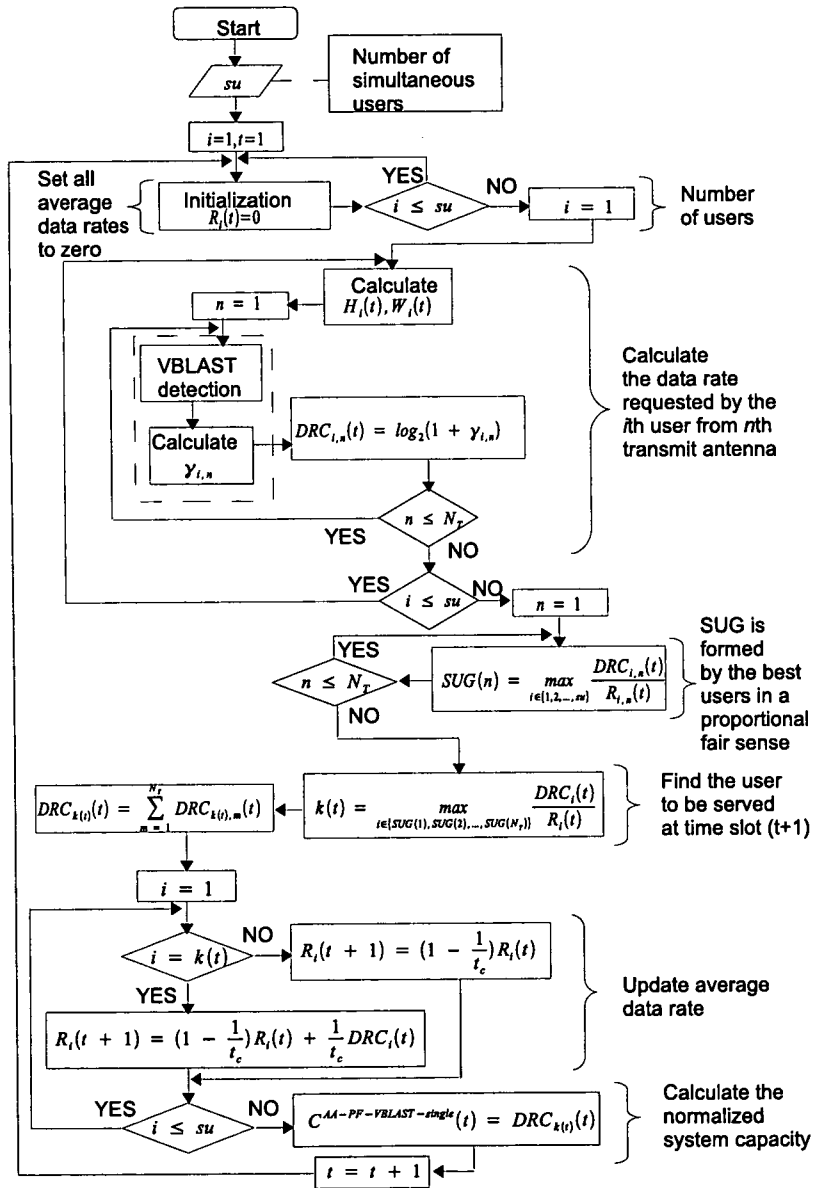 Start
su
Number of
simultaneous
users
i=1,t=1
Set all
average
data rates
to zero
Initialization
R_i(t)=0
YES
i ≤ su
NO
i = 1
Number
of users
Calculate
H_i(t),W_i(t)
n = 1
VBLAST
detection
Calculate
γ_{i,n}
DRC_{i,n}(t) = log_2(1 + γ_{i,n})
Calculate
the data rate
requested by the
ith user from nth
transmit antenna
n ≤ N_T
YES
NO
YES
i ≤ su
NO
n = 1
YES
n ≤ N_T
NO
SUG(n) = max_{i∈{1,2,...,su}} DRC_{i,n}(t) / R_{i,n}(t)
SUG is
formed
by the best
users in a
proportional
fair sense
DRC_{k(t)}(t) = ∑_{m = 1}^{N_T} DRC_{k(t),m}(t)
k(t) = max_{i∈{SUG(1),SUG(2),...,SUG(N_T)}} DRC_i(t) / R_i(t)
Find the user
to be served
at time slot (t+1)
i = 1
i = k(t)
NO
R_i(t + 1) = (1 - 1/t_c)R_i(t)
YES
R_i(t + 1) = (1 - 1/t_c)R_i(t) + 1/t_c DRC_i(t)
Update average
data rate
YES
i ≤ su
NO
C^{AA-PF-VBLAST-single}(t) = DRC_{k(t)}(t)
Calculate the
normalized
system capacity
t = t + 1